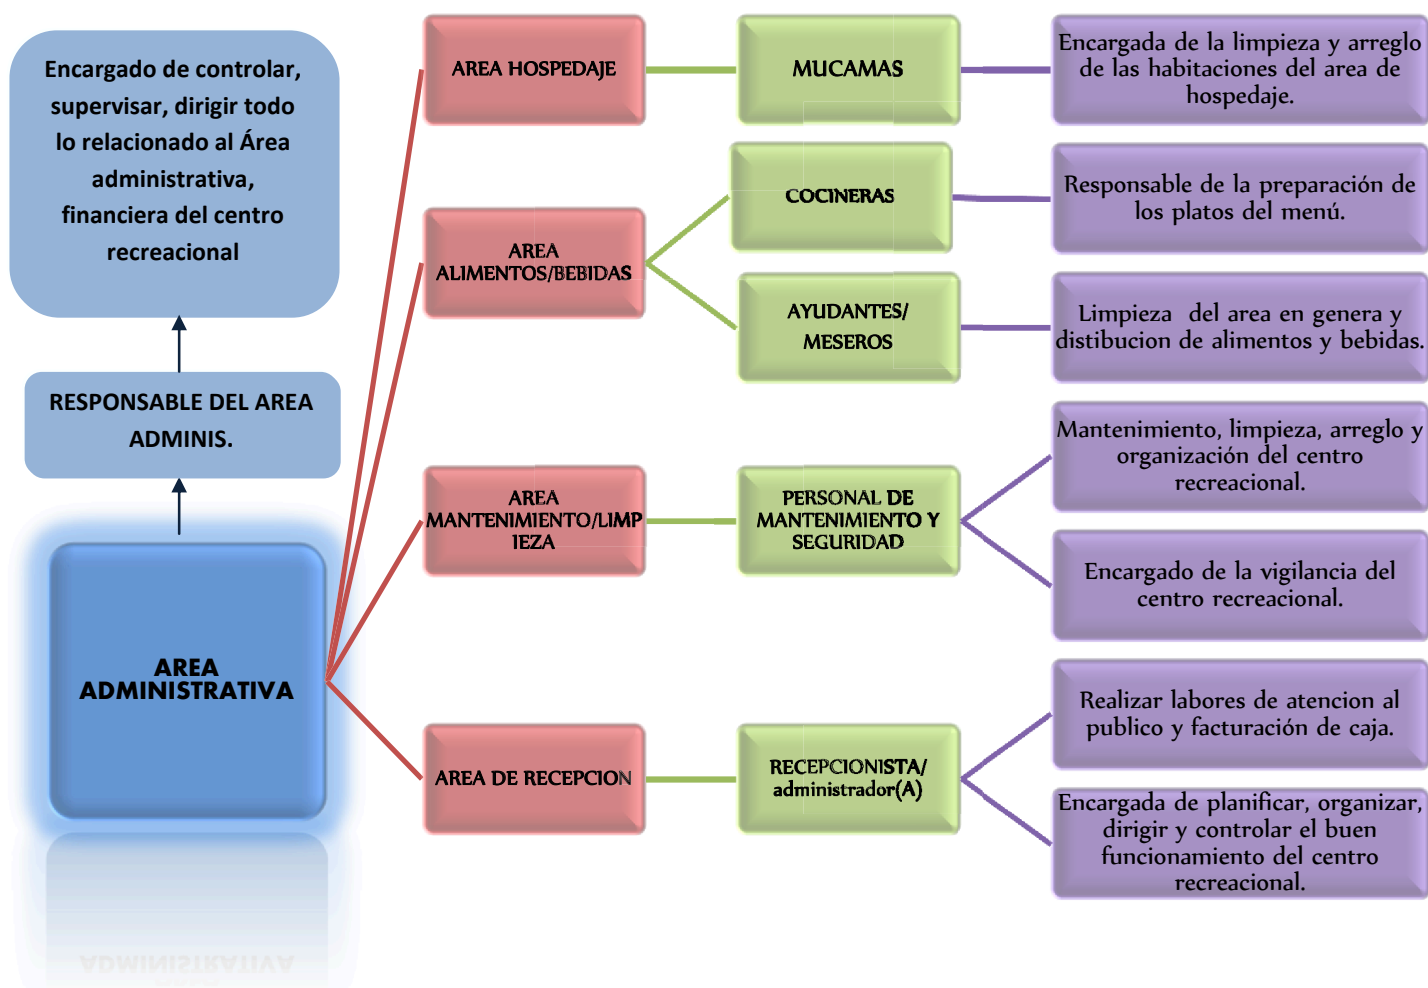 Encargado de controlar,
supervisar, dirigir todo
lo relacionado al Área
administrativa,
financiera del centro
recreacional
RESPONSABLE DEL AREA
ADMINIS.
AREA
ADMINISTRATIVA
AREA HOSPEDAJE
MUCAMAS
Encargada de la limpieza y arreglo
de las habitaciones del area de
hospedaje.
AREA
ALIMENTOS/BEBIDAS
COCINERAS
Responsable de la preparación de
los platos del menú.
AYUDANTES/
MESEROS
Limpieza del area en genera y
distibucion de alimentos y bebidas.
AREA
MANTENIMIENTO/LIMP
IEZA
PERSONAL DE
MANTENIMIENTO Y
SEGURIDAD
Mantenimiento, limpieza, arreglo y
organización del centro
recreacional.
Encargado de la vigilancia del
centro recreacional.
AREA DE RECEPCION
RECEPCIONISTA/
administrador(A)
Realizar labores de atencion al
publico y facturación de caja.
Encargada de planificar, organizar,
dirigir y controlar el buen
funcionamiento del centro
recreacional.